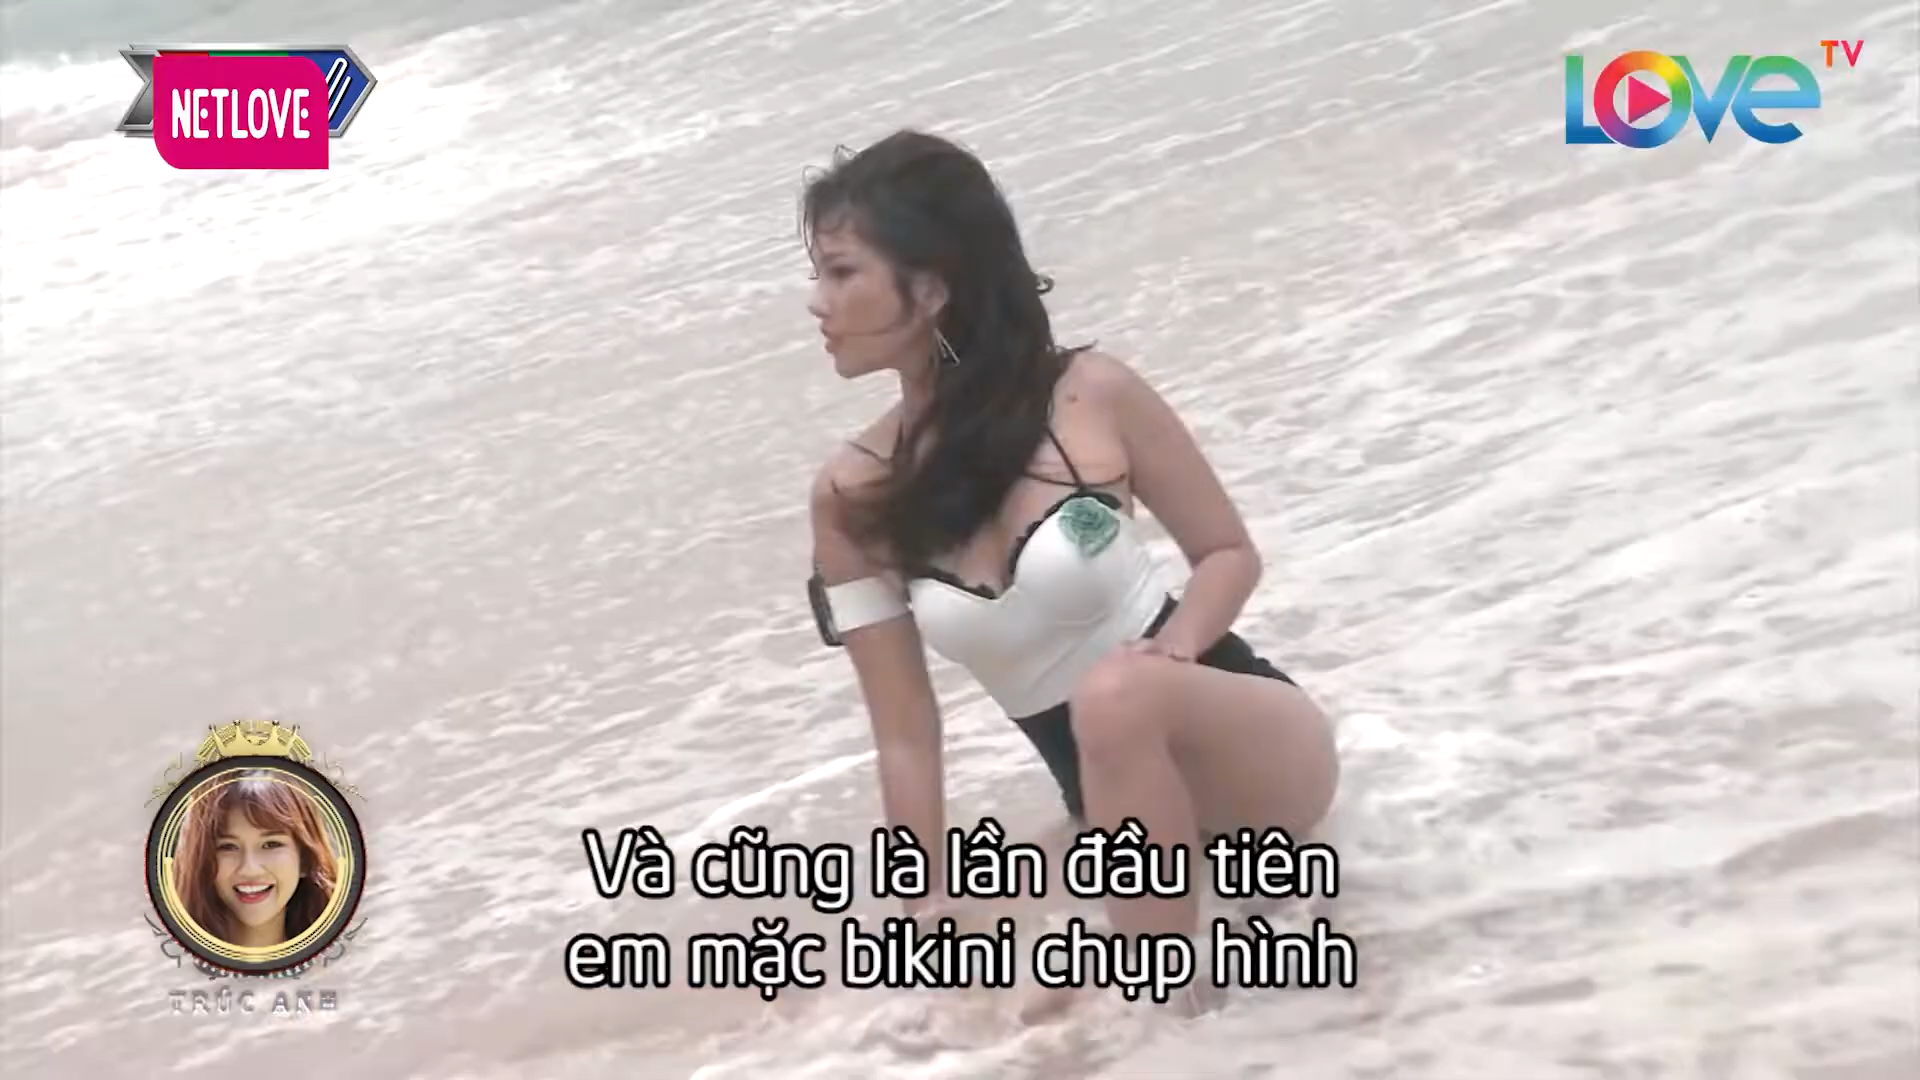 NETLOVE
LOVE TV
Và cũng là lần đầu tiên
em mặc bikini chụp hình
TRÚC ANH